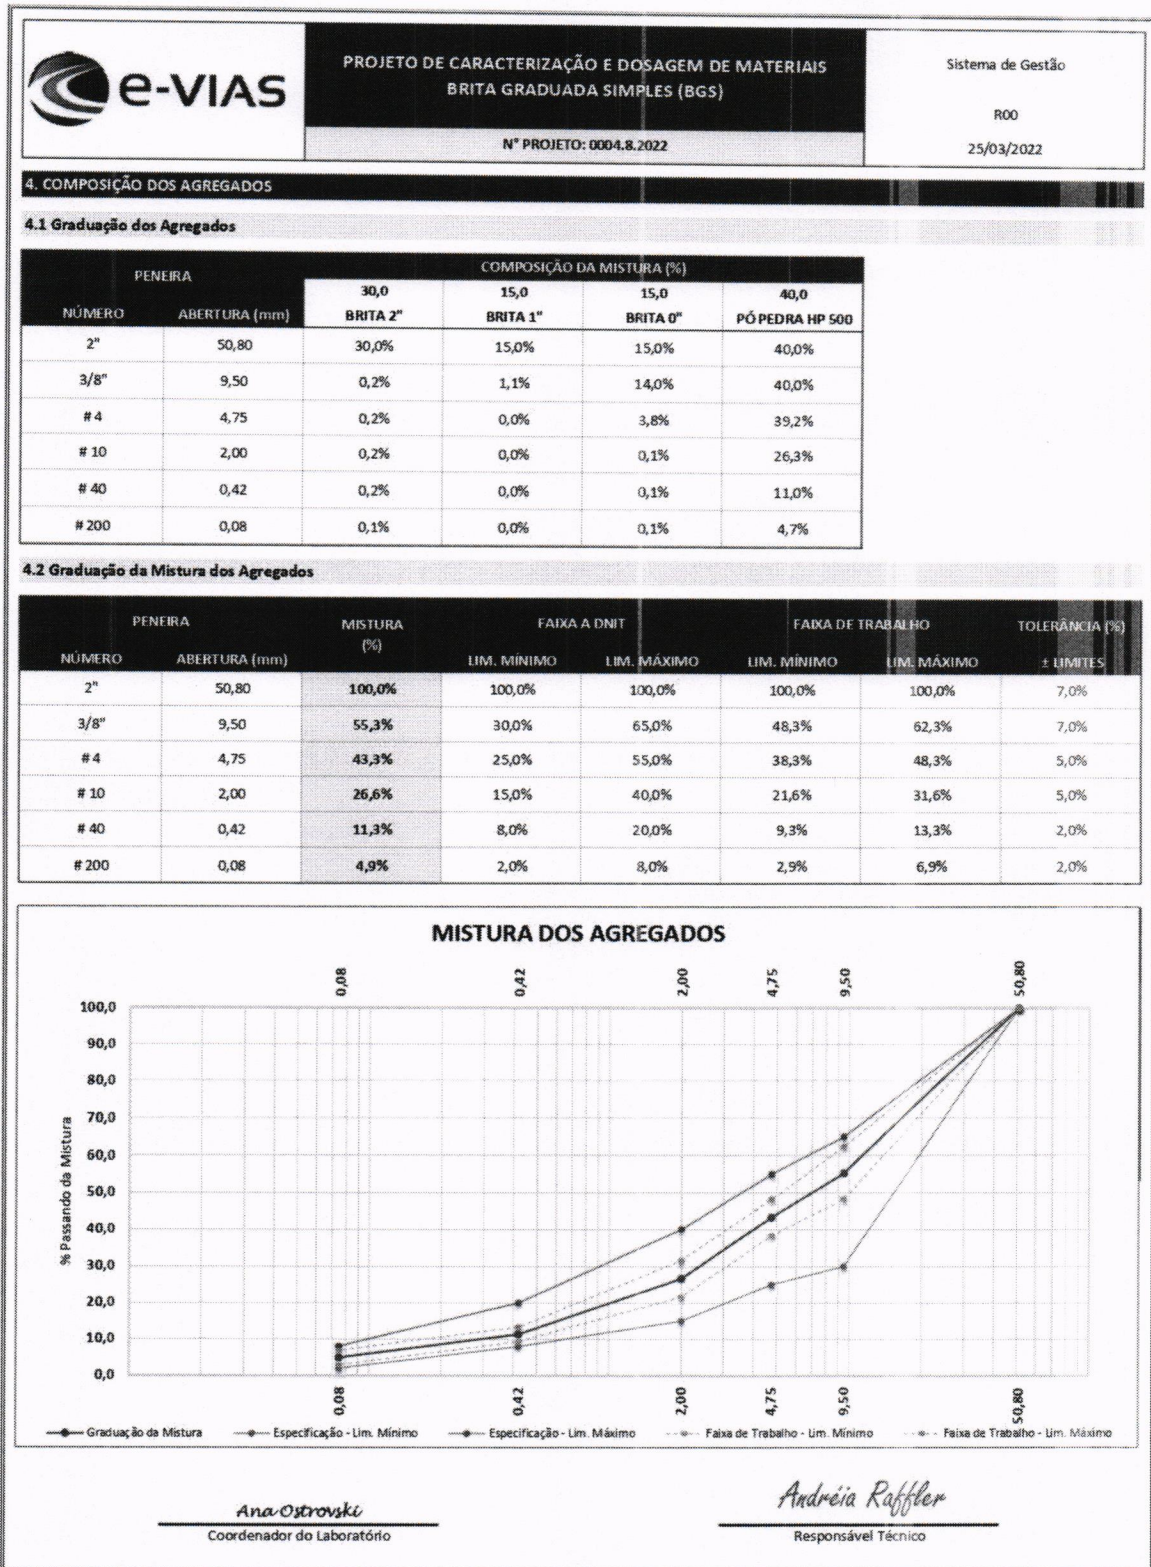 e-VIAS
PROJETO DE CARACTERIZAÇÃO E DOSAGEM DE MATERIAIS
BRITA GRADUADA SIMPLES (BGS)
N° PROJETO: 0004.8.2022
Sistema de Gestão
R00
25/03/2022
4. COMPOSIÇÃO DOS AGREGADOS
4.1 Graduação dos Agregados
PENEIRA COMPOSIÇÃO DA MISTURA (%)
30,0 15,0 15,0 40,0
NÚMERO ABERTURA (mm) BRITA 2" BRITA 1" BRITA 0" PÓ PEDRA HP 500
2" 50,80 30,0% 15,0% 15,0% 40,0%
3/8" 9,50 0,2% 1,1% 14,0% 40,0%
# 4 4,75 0,2% 0,0% 3,8% 39,2%
# 10 2,00 0,2% 0,0% 0,1% 26,3%
# 40 0,42 0,2% 0,0% 0,1% 11,0%
# 200 0,08 0,1% 0,0% 0,1% 4,7%
4.2 Graduação da Mistura dos Agregados
PENEIRA MISTURA (%) FAIXA A DNIT FAIXA DE TRABALHO TOLERÂNCIA (%)
NÚMERO ABERTURA (mm) LIM. MÍNIMO LIM. MÁXIMO LIM. MÍNIMO LIM. MÁXIMO ± LIMITES
2" 50,80 100,0% 100,0% 100,0% 100,0% 100,0% 7,0%
3/8" 9,50 55,3% 30,0% 65,0% 48,3% 62,3% 7,0%
# 4 4,75 43,3% 25,0% 55,0% 38,3% 48,3% 5,0%
# 10 2,00 26,6% 15,0% 40,0% 21,6% 31,6% 5,0%
# 40 0,42 11,3% 8,0% 20,0% 9,3% 13,3% 2,0%
# 200 0,08 4,9% 2,0% 8,0% 2,9% 6,9% 2,0%
MISTURA DOS AGREGADOS
0,08 0,42 2,00 4,75 9,50 50,80
% Passando da Mistura
100,0
90,0
80,0
70,0
60,0
50,0
40,0
30,0
20,0
10,0
0,0
0,08 0,42 2,00 4,75 9,50 50,80
Graduação da Mistura Especificação - Lim. Mínimo Especificação - Lim. Máximo Faixa de Trabalho - Lim. Mínimo Faixa de Trabalho - Lim. Máximo
Ana Ostrovski
Coordenador do Laboratório
Andréia Raffler
Responsável Técnico